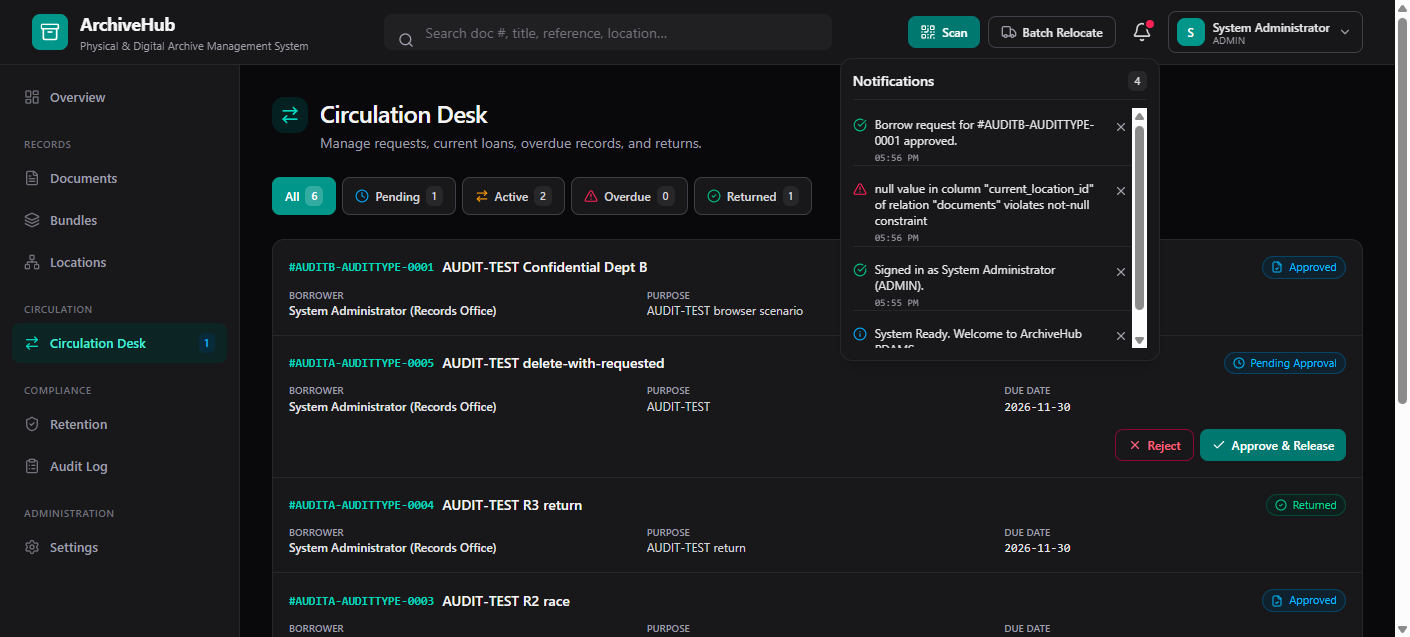 ArchiveHub
Physical & Digital Archive Management System
Search doc #, title, reference, location...
Scan
Batch Relocate
S
System Administrator
ADMIN
Overview
RECORDS
Documents
Bundles
Locations
CIRCULATION
Circulation Desk 1
COMPLIANCE
Retention
Audit Log
ADMINISTRATION
Settings
Circulation Desk
Manage requests, current loans, overdue records, and returns.
All 6
Pending 1
Active 2
Overdue 0
Returned 1
Notifications 4
Borrow request for #AUDITB-AUDITTYPE-
0001 approved.
05:56 PM
null value in column "current_location_id"
of relation "documents" violates not-null
constraint
05:56 PM
Signed in as System Administrator
(ADMIN).
05:55 PM
System Ready. Welcome to ArchiveHub
#AUDITB-AUDITTYPE-0001 AUDIT-TEST Confidential Dept B
Approved
BORROWER
System Administrator (Records Office)
PURPOSE
AUDIT-TEST browser scenario
#AUDITA-AUDITTYPE-0005 AUDIT-TEST delete-with-requested
Pending Approval
BORROWER
System Administrator (Records Office)
PURPOSE
AUDIT-TEST
DUE DATE
2026-11-30
Reject
Approve & Release
#AUDITA-AUDITTYPE-0004 AUDIT-TEST R3 return
Returned
BORROWER
System Administrator (Records Office)
PURPOSE
AUDIT-TEST return
DUE DATE
2026-11-30
#AUDITA-AUDITTYPE-0003 AUDIT-TEST R2 race
Approved
BORROWER
PURPOSE
DUE DATE